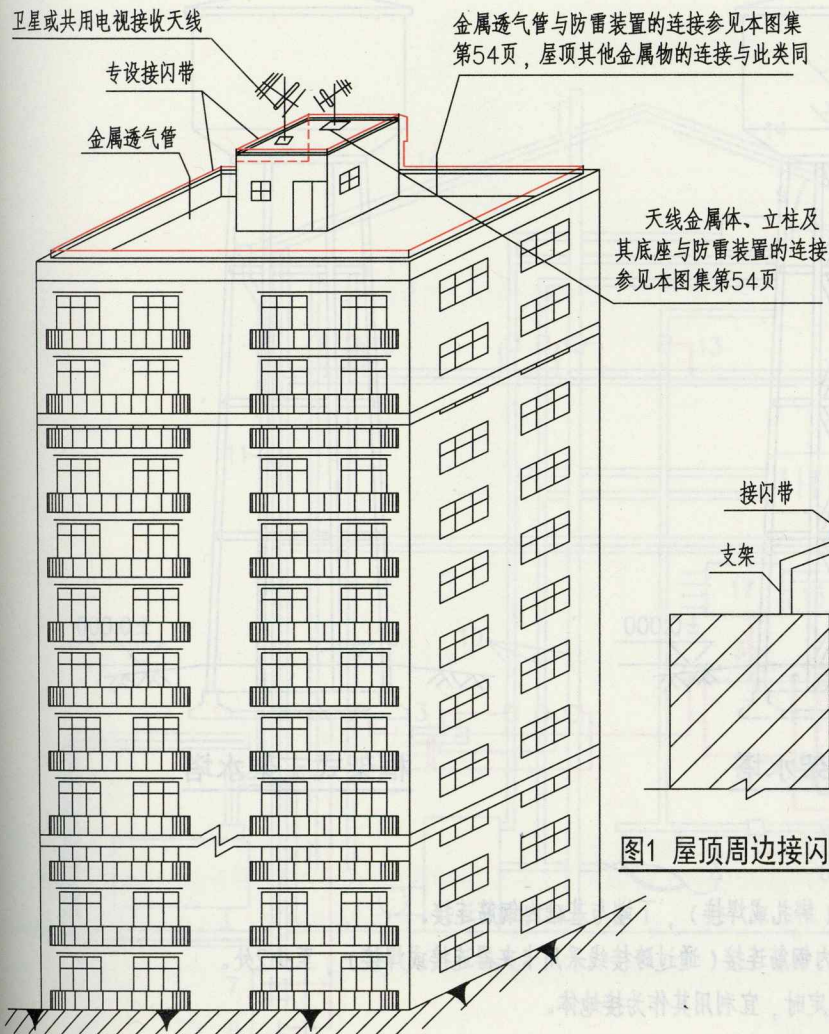 卫星或共用电视接收天线
专设接闪带
金属透气管
金属透气管与防雷装置的连接参见本图集
第54页，屋顶其他金属物的连接与此类同
天线金属体、立柱及
其底座与防雷装置的连接
参见本图集第54页
接闪带
支架
图1 屋顶周边接闪